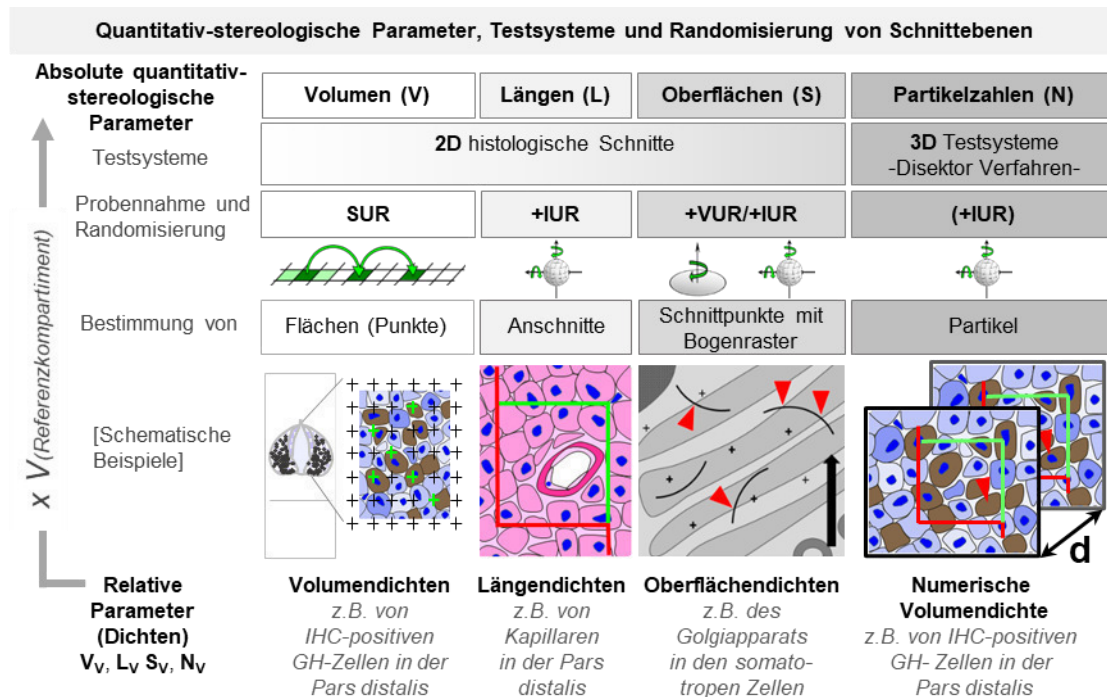 Quantitativ-stereologische Parameter, Testsysteme und Randomisierung von Schnittebenen
Absolute quantitativ-
stereologische
Parameter
Volumen (V)
Längen (L)
Oberflächen (S)
Partikelzahlen (N)
Testsysteme
2D histologische Schnitte
3D Testsysteme
-Disektor Verfahren-
Probennahme und
Randomisierung
SUR
+IUR
+VUR/+IUR
(+IUR)
Bestimmung von
Flächen (Punkte)
Anschnitte
Schnittpunkte mit
Bogenraster
Partikel
x V(Referenzkompartiment)
[Schematische
Beispiele]
d
Relative
Parameter
(Dichten)
VV, LV SV, NV
Volumendichten
z.B. von
IHC-positiven
GH-Zellen in der
Pars distalis
Längendichten
z.B. von
Kapillaren
in der Pars
distalis
Oberflächendichten
z.B. des
Golgiapparats
in den somato-
tropen Zellen
Numerische
Volumendichte
z.B. von IHC-positiven
GH- Zellen in der
Pars distalis